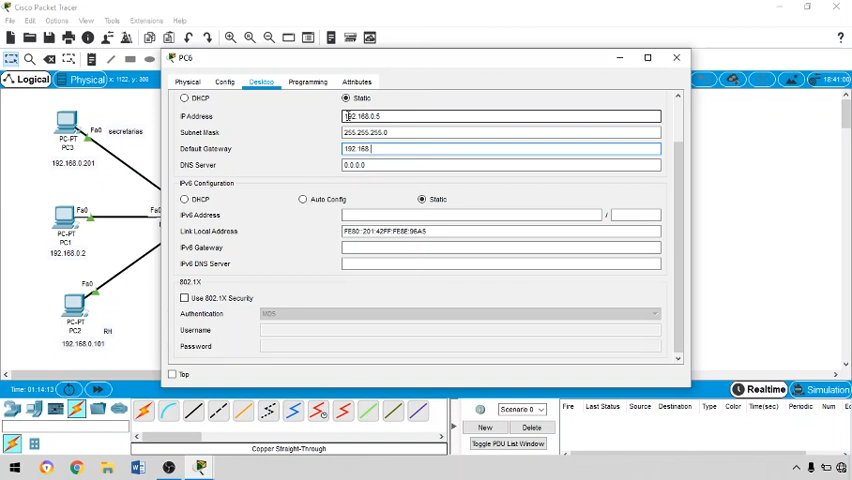 Cisco Packet Tracer
File Edit Options View Tools Extensions Help
?
Logical Physical x: 1122, y: 308 18:41:00
PC6
Physical Config Desktop Programming Attributes
DHCP Static
IP Address 192.168.0.5
Subnet Mask 255.255.255.0
Default Gateway 192.168.
DNS Server 0.0.0.0
IPv6 Configuration
DHCP Auto Config Static
IPv6 Address /
Link Local Address FE80::201:42FF:FE8E:96A5
IPv6 Gateway
IPv6 DNS Server
802.1X
Use 802.1X Security
Authentication MD5
Username
Password
Top
Fa0 secretarias
PC-PT
PC3
192.168.0.201
Fa0
PC-PT
PC1
192.168.0.2
Fa0
PC-PT
PC2 RH
192.168.0.101
Time: 01:14:13 Realtime Simulation
Scenario 0 Fire Last Status Source Destination Type Color Time(sec) Periodic Num
New Delete
Toggle PDU List Window
Copper Straight-Through